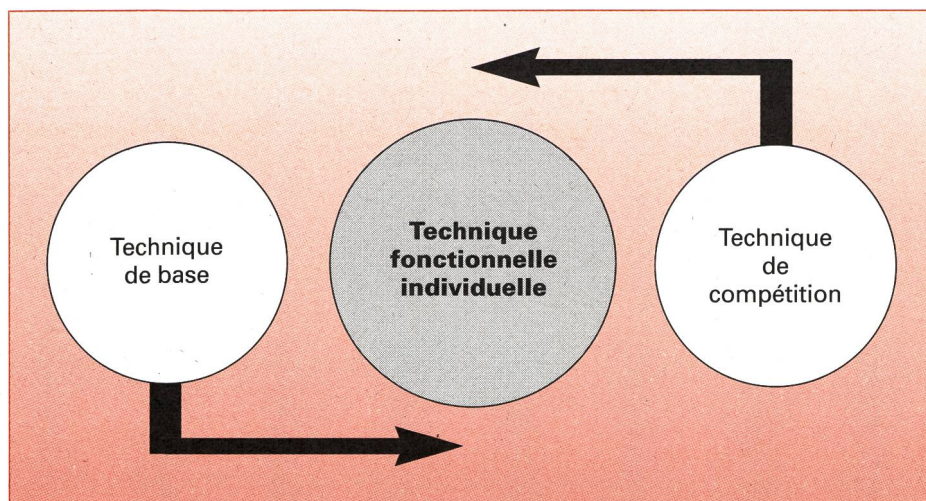 Technique
de base
Technique
fonctionnelle
individuelle
Technique
de
compétition